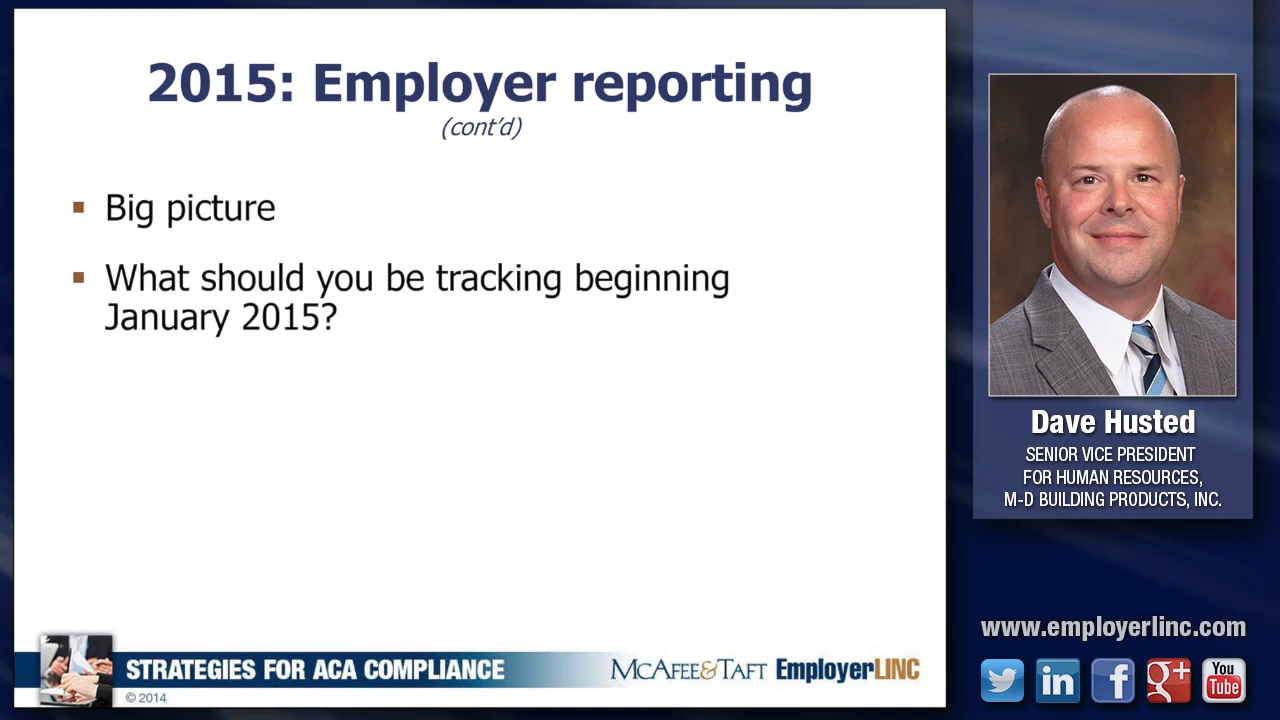 2015: Employer reporting
(cont'd)
▪ Big picture
▪ What should you be tracking beginning
January 2015?
STRATEGIES FOR ACA COMPLIANCE
MCAFEE&TAFT EmployerLINC
© 2014
Dave Husted
SENIOR VICE PRESIDENT
FOR HUMAN RESOURCES,
M-D BUILDING PRODUCTS, INC.
www.employerlinc.com
in f g+ You
Tube